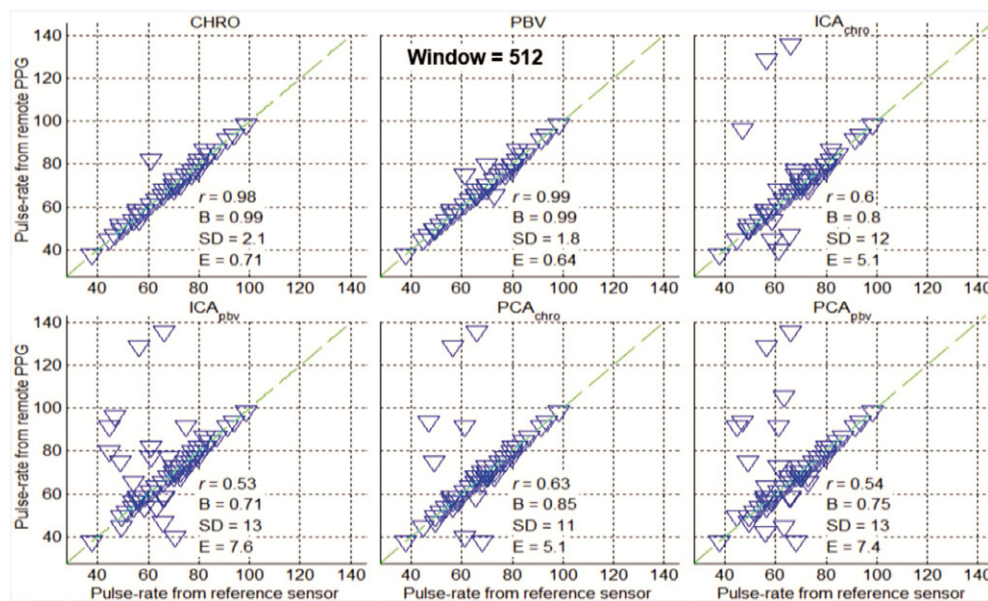 CHRO
PBV
ICAchro
Window = 512
Pulse-rate from remote PPG
140
120
100
80
60
40
r = 0.98
B = 0.99
SD = 2.1
E = 0.71
r = 0.99
B = 0.99
SD = 1.8
E = 0.64
r = 0.6
B = 0.8
SD = 12
E = 5.1
40 60 80 100 120 140
40 60 80 100 120 140
40 60 80 100 120 140
ICApbv
PCAchro
PCApbv
Pulse-rate from remote PPG
140
120
100
80
60
40
r = 0.53
B = 0.71
SD = 13
E = 7.6
r = 0.63
B = 0.85
SD = 11
E = 5.1
r = 0.54
B = 0.75
SD = 13
E = 7.4
40 60 80 100 120 140
40 60 80 100 120 140
40 60 80 100 120 140
Pulse-rate from reference sensor
Pulse-rate from reference sensor
Pulse-rate from reference sensor